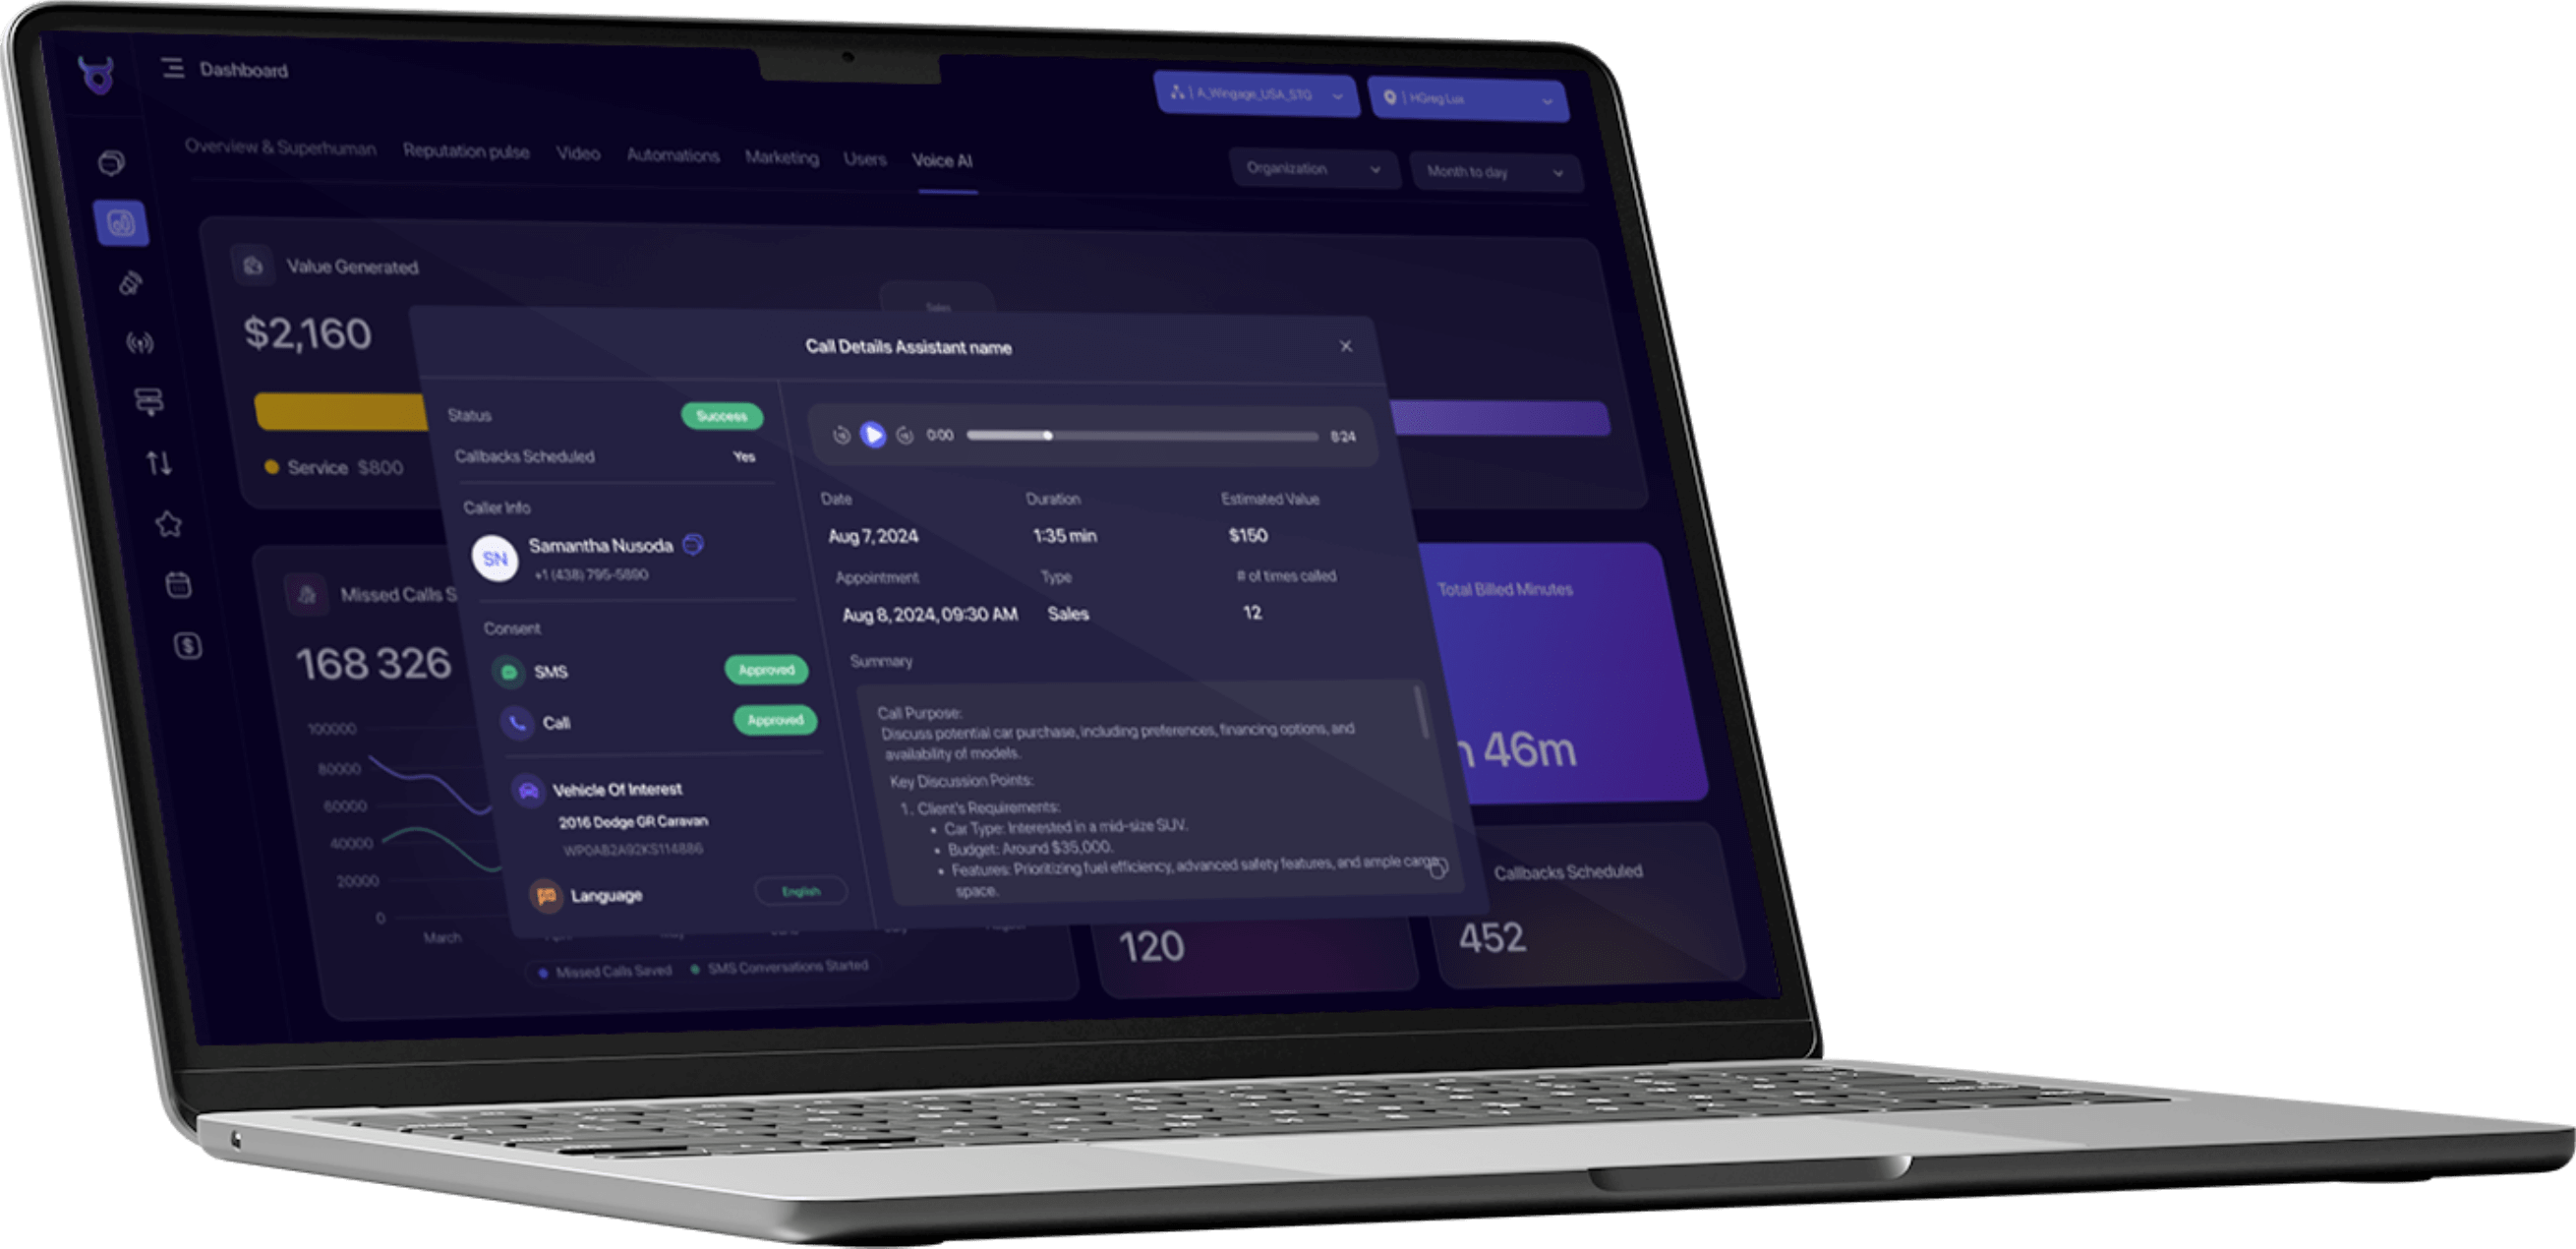 Dashboard
A_Wingage_USA_STG
HGreg Lux
Overview & Superhuman
Reputation pulse
Video
Automations
Marketing
Users
Voice AI
Organization
Month to day
Value Generated
$2,160
Sales
Service $800
Call Details Assistant name
Status
Success
Callbacks Scheduled
Yes
Caller Info
SN
Samantha Nusoda
+1 (438) 795-5890
Consent
SMS
Approved
Call
Approved
Vehicle Of Interest
2016 Dodge GR Caravan
WP0AB2A92KS114886
Language
English
0:00
8:24
Date
Duration
Estimated Value
Aug 7, 2024
1:35 min
$150
Appointment
Type
# of times called
Aug 8, 2024, 09:30 AM
Sales
12
Summary
Call Purpose:
Discuss potential car purchase, including preferences, financing options, and
availability of models.
Key Discussion Points:
1. Client's Requirements:
• Car Type: Interested in a mid-size SUV.
• Budget: Around $35,000.
• Features: Prioritizing fuel efficiency, advanced safety features, and ample cargo
space.
Missed Calls S
168 326
100000
80000
60000
40000
20000
0
March
Missed Calls Saved
SMS Conversations Started
Total Billed Minutes
46m
120
Callbacks Scheduled
452